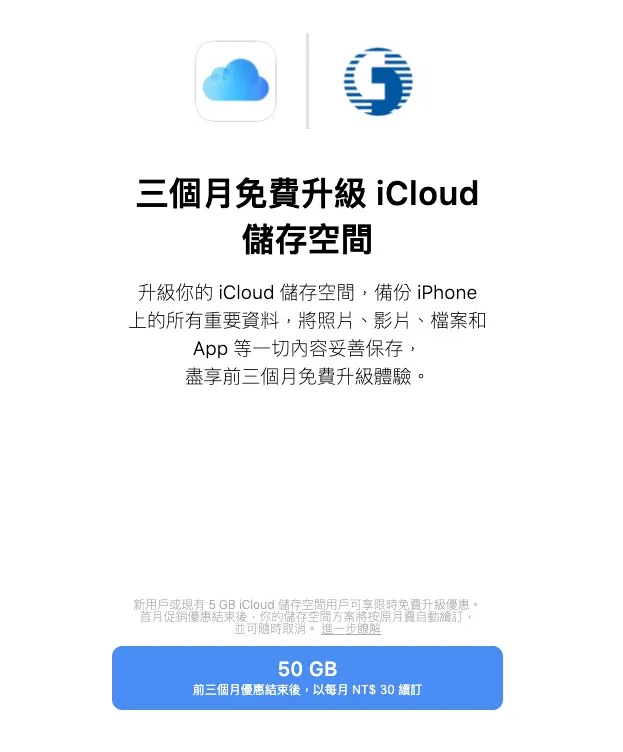 三個月免費升級 iCloud
儲存空間
升級你的 iCloud 儲存空間，備份 iPhone
上的所有重要資料，將照片、影片、檔案和
App 等一切內容妥善保存，
盡享前三個月免費升級體驗。
新用戶或現有 5 GB iCloud 儲存空間用戶可享限時免費升級優惠。
首月促銷優惠結束後，你的儲存空間方案將按原月費自動續訂，
並可隨時取消。 進一步瞭解
50 GB
前三個月優惠結束後，以每月 NT$ 30 續訂